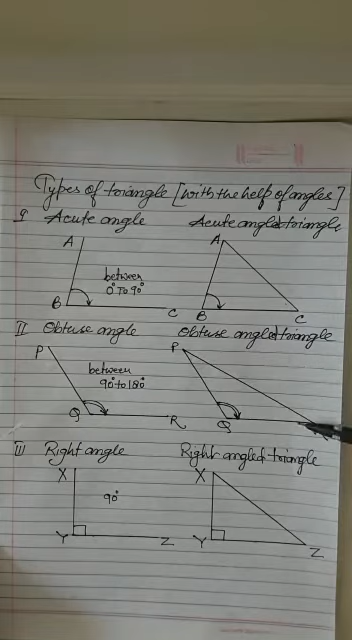 Types of triangle [with the help of angles]
I Acute angle Acute angled triangle
A A
between
0° To 90°
B C B C
II Obtuse angle Obtuse angled triangle
P P
between
90° to 180°
Q R Q
III Right angle Right angled triangle
X X
90°
Y Z Y Z